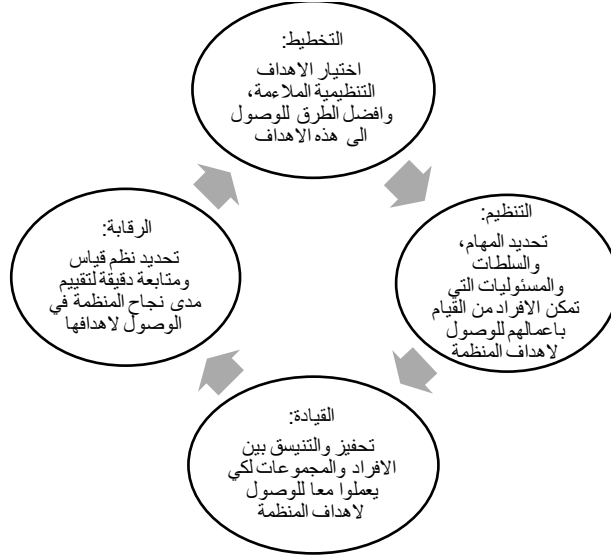 التخطيط:
اختيار الاهداف
التنظيمية الملاءمة،
وافضل الطرق للوصول
الى هذه الاهداف
التنظيم:
تحديد المهام،
والسلطات
والمسئوليات التي
تمكن الافراد من القيام
باعمالهم للوصول
لاهداف المنظمة
القيادة:
تحفيز والتنيسق بين
الافراد والمجموعات لكي
يعملوا معا للوصول
لاهداف المنظمة
الرقابة:
تحديد نظم قياس
ومتابعة دقيقة لتقييم
مدى نجاح المنظمة في
الوصول لاهدافها